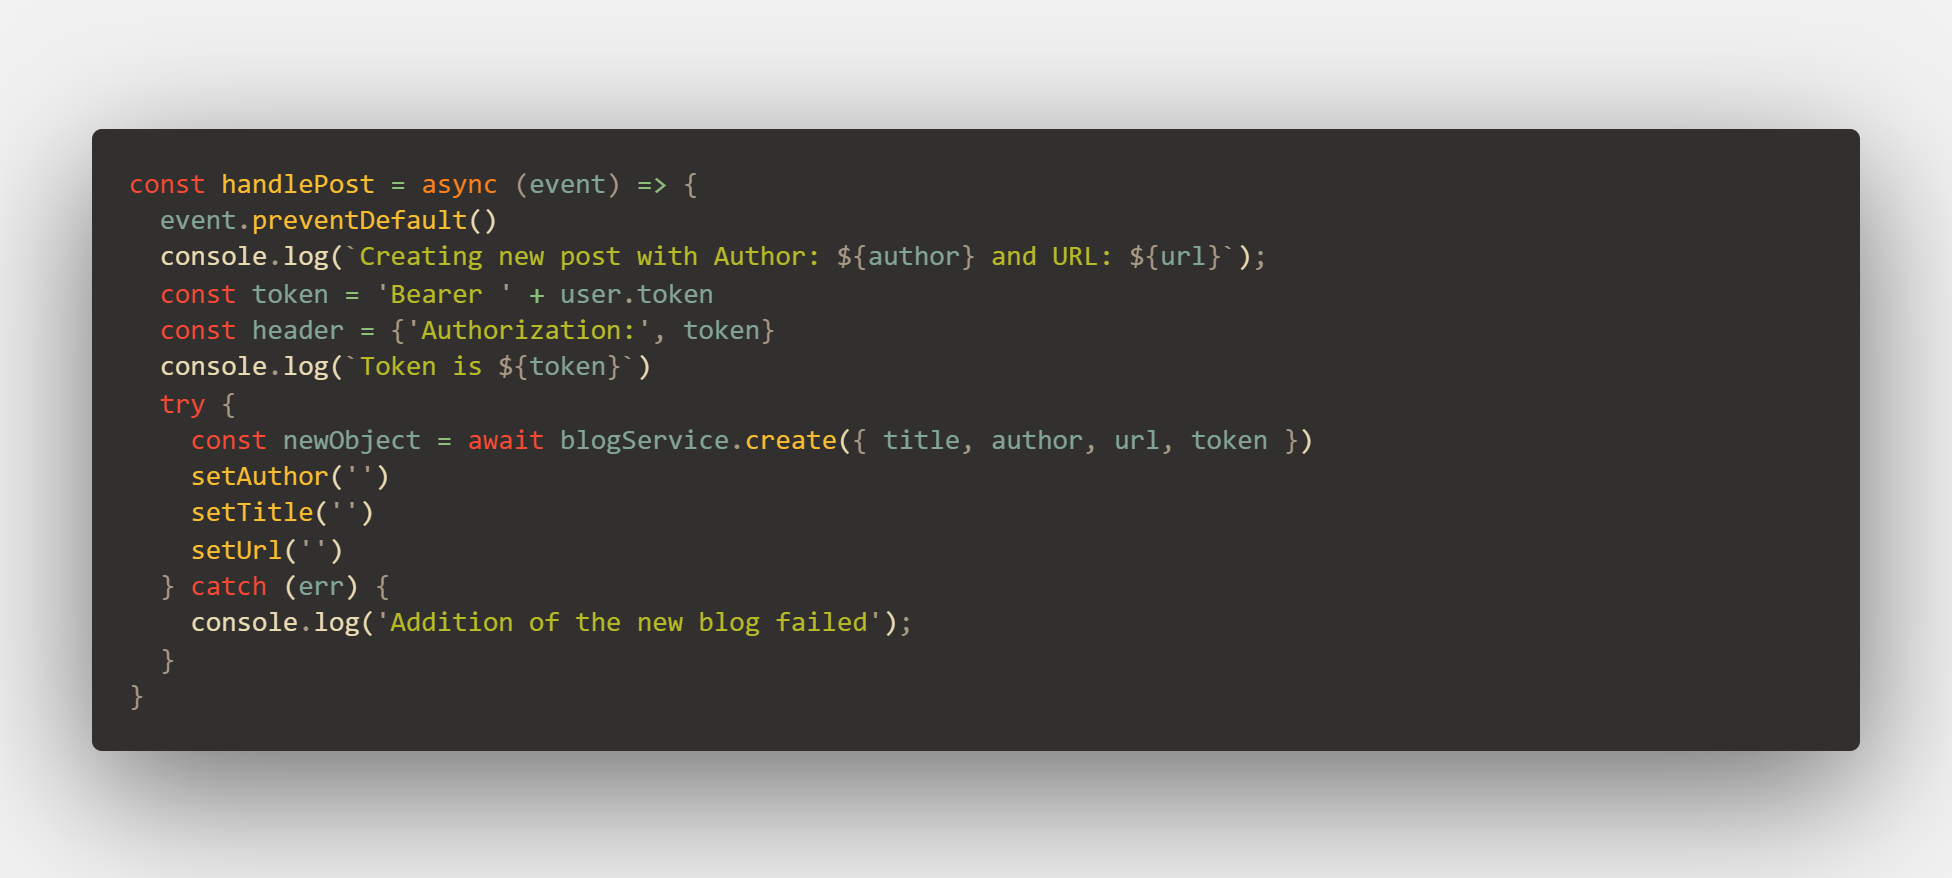 const handlePost = async (event) => {
  event.preventDefault()
  console.log(`Creating new post with Author: ${author} and URL: ${url}`);
  const token = 'Bearer ' + user.token
  const header = {'Authorization:', token}
  console.log(`Token is ${token}`)
  try {
    const newObject = await blogService.create({ title, author, url, token })
    setAuthor('')
    setTitle('')
    setUrl('')
  } catch (err) {
    console.log('Addition of the new blog failed');
  }
}